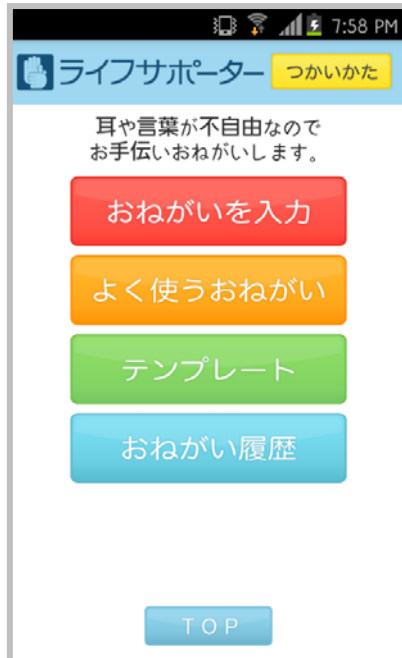 7:58 PM
ライフサポーター
つかいかた
耳や言葉が不自由なので
お手伝いおねがいします。
おねがいを入力
よく使うおねがい
テンプレート
おねがい履歴
TOP